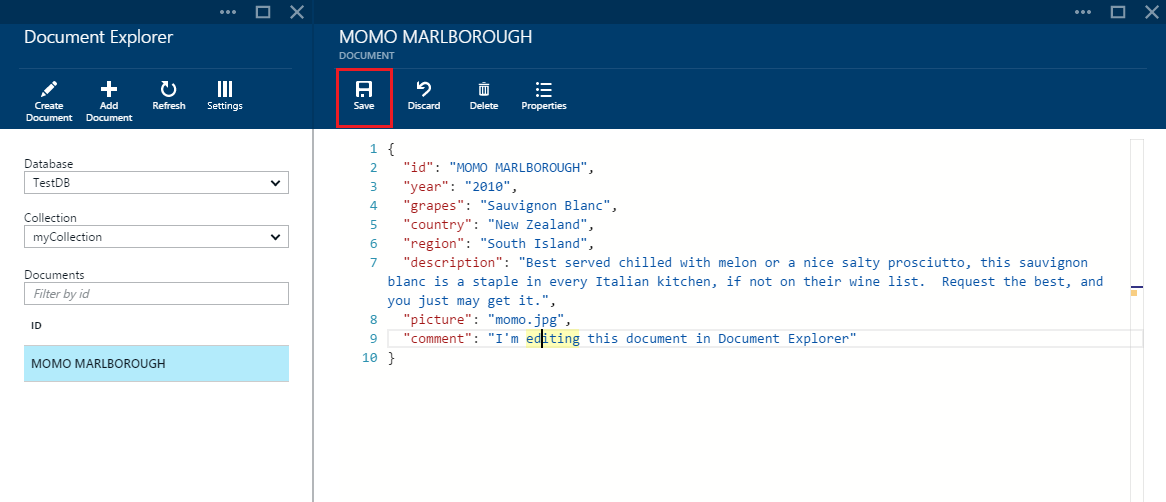 Document Explorer
Create Document
Add Document
Refresh
Settings
Database
TestDB
Collection
myCollection
Documents
Filter by id
ID
MOMO MARLBOROUGH
MOMO MARLBOROUGH
DOCUMENT
Save
Discard
Delete
Properties
1 {
2 "id": "MOMO MARLBOROUGH",
3 "year": "2010",
4 "grapes": "Sauvignon Blanc",
5 "country": "New Zealand",
6 "region": "South Island",
7 "description": "Best served chilled with melon or a nice salty prosciutto, this sauvignon
blanc is a staple in every Italian kitchen, if not on their wine list.  Request the best, and
you just may get it.",
8 "picture": "momo.jpg",
9 "comment": "I'm editing this document in Document Explorer"
10 }